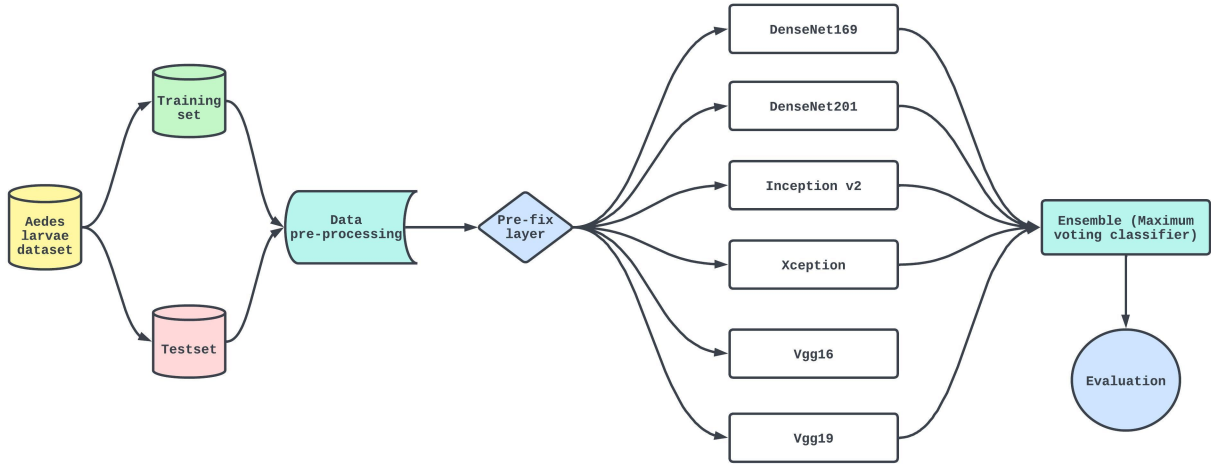 Aedes
larvae
dataset
Training
set
Testset
Data
pre-processing
Pre-fix
layer
DenseNet169
DenseNet201
Inception v2
Xception
Vgg16
Vgg19
Ensemble (Maximum
voting classifier)
Evaluation